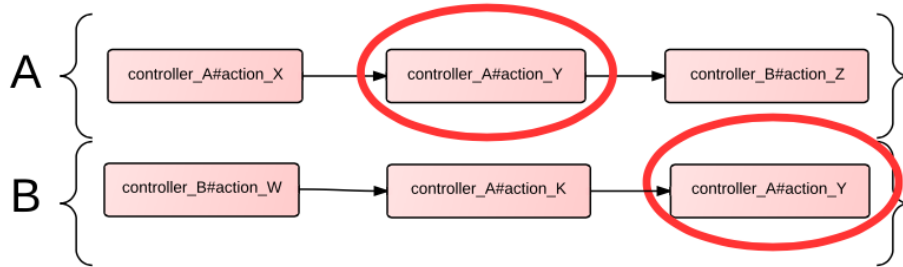 A
controller_A#action_X
controller_A#action_Y
controller_B#action_Z
B
controller_B#action_W
controller_A#action_K
controller_A#action_Y